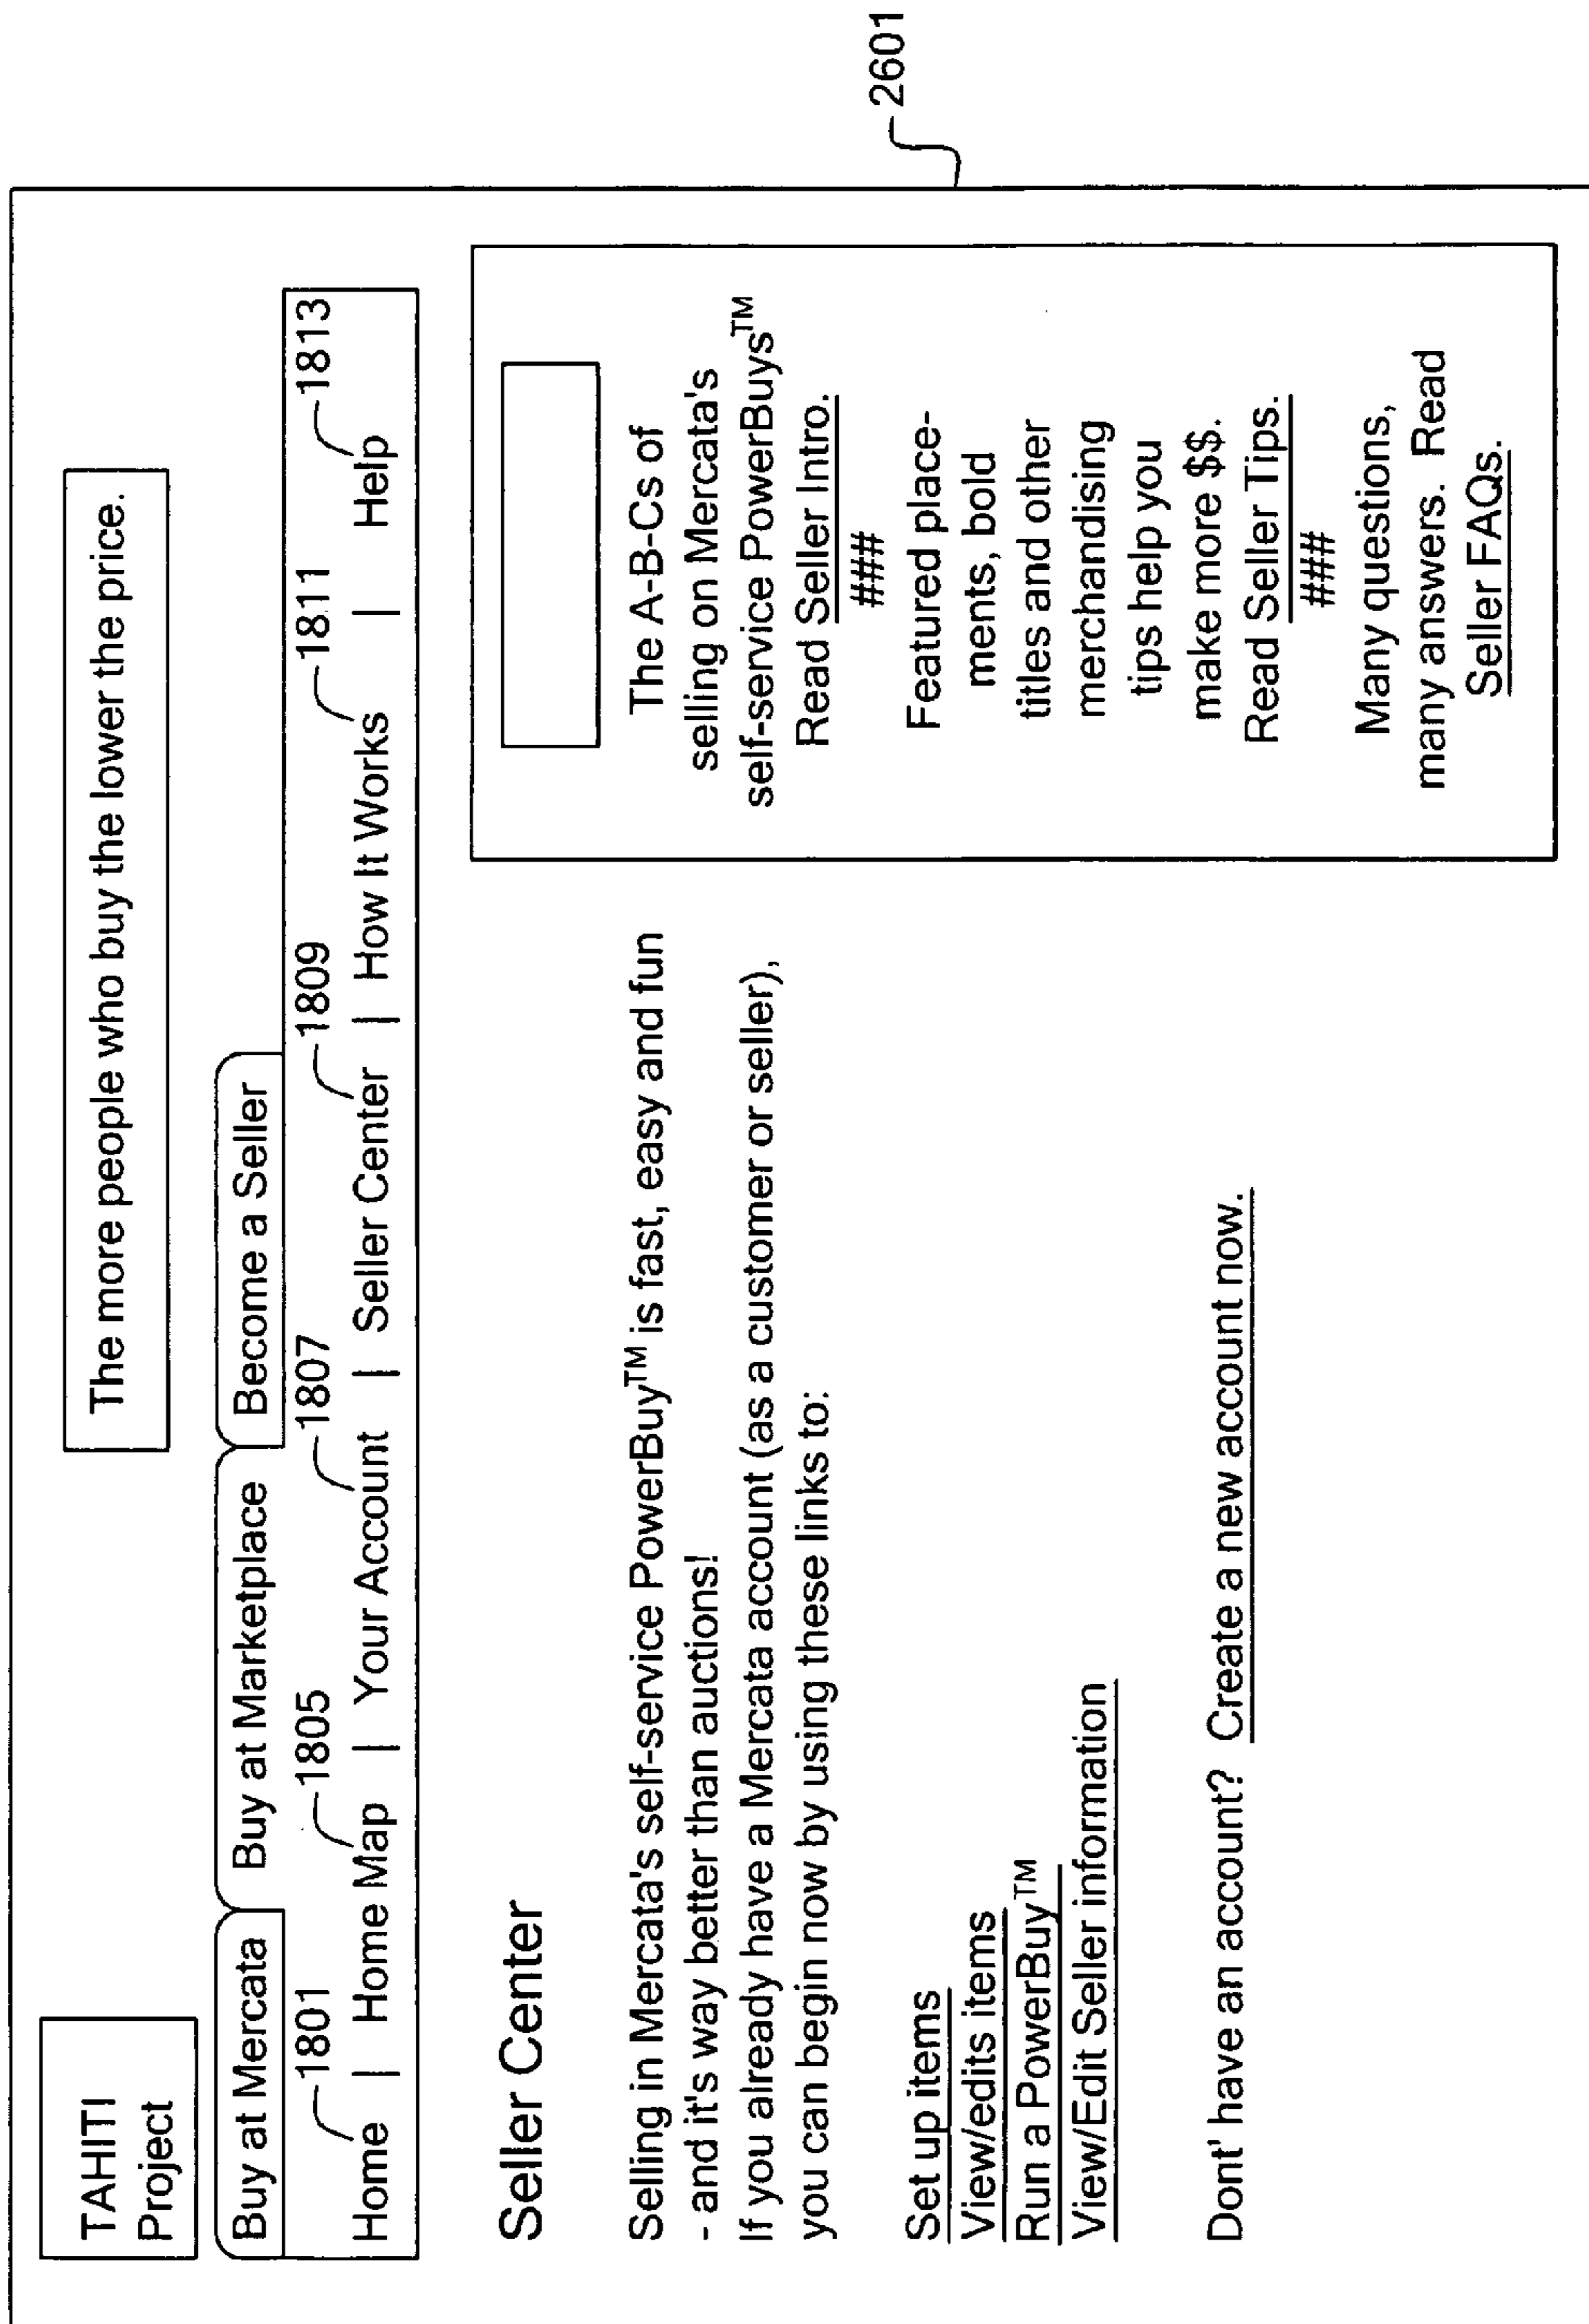 TAHITI
Project
The more people who buy the lower the price.
Buy at Mercata
Buy at Marketplace
Become a Seller
1801
1805
1807
1809
1811
1813
Home | Home Map | Your Account | Seller Center | How It Works | Help
Seller Center
Selling in Mercata's self-service PowerBuy™ is fast, easy and fun
- and it's way better than auctions!
If you already have a Mercata account (as a customer or seller),
you can begin now by using these links to:
Set up items
View/edits items
Run a PowerBuy™
View/Edit Seller information
Dont' have an account? Create a new account now.
The A-B-Cs of
selling on Mercata's
self-service PowerBuys™
Read Seller Intro.
###
Featured place-
ments, bold
titles and other
merchandising
tips help you
make more $$.
Read Seller Tips.
###
Many questions,
many answers. Read
Seller FAQs.
2601